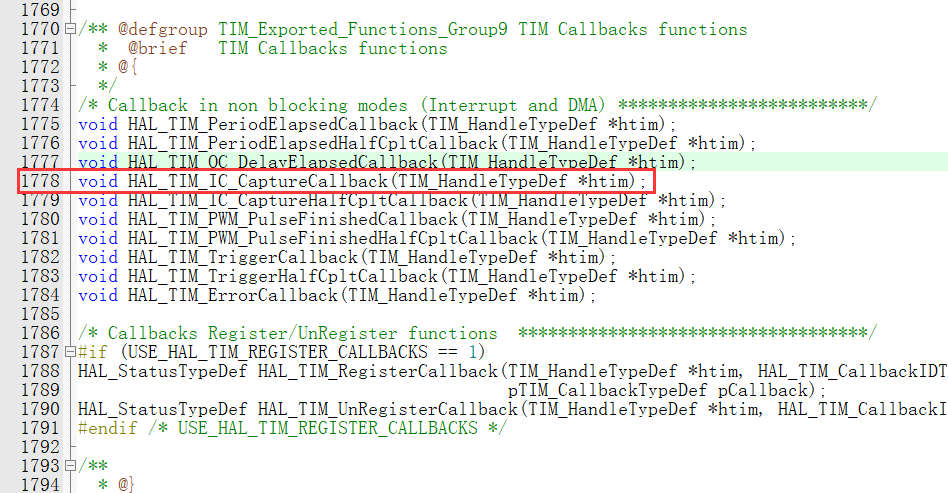 1769
1770 /** @defgroup TIM_Exported_Functions_Group9 TIM Callbacks functions
1771   *  @brief   TIM Callbacks functions
1772   * @{
1773   */
1774 /* Callback in non blocking modes (Interrupt and DMA) *************************/
1775 void HAL_TIM_PeriodElapsedCallback(TIM_HandleTypeDef *htim);
1776 void HAL_TIM_PeriodElapsedHalfCpltCallback(TIM_HandleTypeDef *htim);
1777 void HAL_TIM_OC_DelayElapsedCallback(TIM_HandleTypeDef *htim);
1778 void HAL_TIM_IC_CaptureCallback(TIM_HandleTypeDef *htim);
1779 void HAL_TIM_IC_CaptureHalfCpltCallback(TIM_HandleTypeDef *htim);
1780 void HAL_TIM_PWM_PulseFinishedCallback(TIM_HandleTypeDef *htim);
1781 void HAL_TIM_PWM_PulseFinishedHalfCpltCallback(TIM_HandleTypeDef *htim);
1782 void HAL_TIM_TriggerCallback(TIM_HandleTypeDef *htim);
1783 void HAL_TIM_TriggerHalfCpltCallback(TIM_HandleTypeDef *htim);
1784 void HAL_TIM_ErrorCallback(TIM_HandleTypeDef *htim);
1785
1786 /* Callbacks Register/UnRegister functions  ***********************************/
1787 #if (USE_HAL_TIM_REGISTER_CALLBACKS == 1)
1788 HAL_StatusTypeDef HAL_TIM_RegisterCallback(TIM_HandleTypeDef *htim, HAL_TIM_CallbackIDT
1789                                            pTIM_CallbackTypeDef pCallback);
1790 HAL_StatusTypeDef HAL_TIM_UnRegisterCallback(TIM_HandleTypeDef *htim, HAL_TIM_CallbackI
1791 #endif /* USE_HAL_TIM_REGISTER_CALLBACKS */
1792
1793 /**
1794   * @}